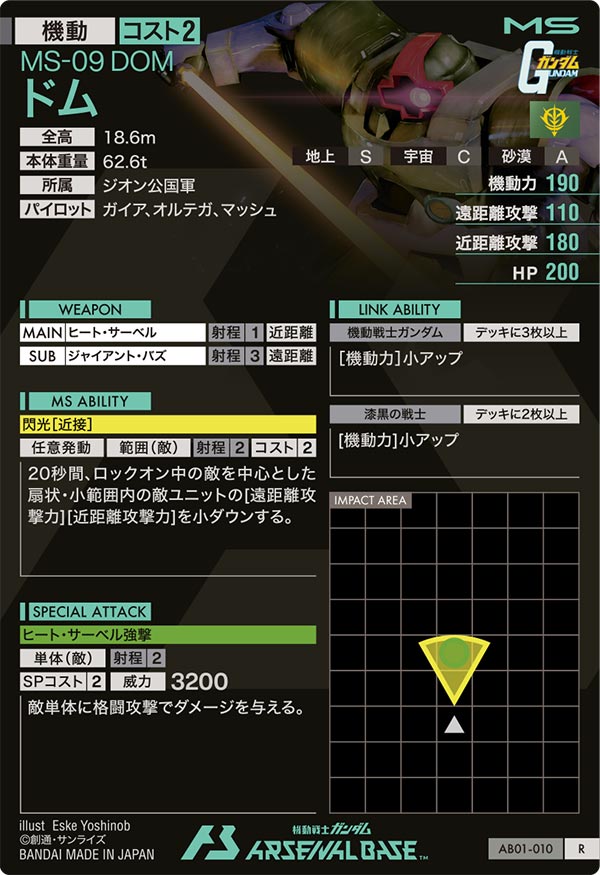 機動 コスト2
MS
MS-09 DOM
ドム
機動戦士
ガンダム
GUNDAM
全高 18.6m
本体重量 62.6t
所属 ジオン公国軍
パイロット ガイア、オルテガ、マッシュ
地上 S 宇宙 C 砂漠 A
機動力 190
遠距離攻撃 110
近距離攻撃 180
HP 200
WEAPON
MAIN ヒート・サーベル 射程 1 近距離
SUB ジャイアント・バズ 射程 3 遠距離
LINK ABILITY
機動戦士ガンダム デッキに3枚以上
[機動力]小アップ
漆黒の戦士 デッキに2枚以上
[機動力]小アップ
MS ABILITY
閃光[近接]
任意発動 範囲(敵) 射程 2 コスト 2
20秒間、ロックオン中の敵を中心とした
扇状・小範囲内の敵ユニットの[遠距離攻
撃力][近距離攻撃力]を小ダウンする。
IMPACT AREA
SPECIAL ATTACK
ヒート・サーベル強撃
単体(敵) 射程 2
SPコスト 2 威力 3200
敵単体に格闘攻撃でダメージを与える。
illust Eske Yoshinob
©創通・サンライズ
BANDAI MADE IN JAPAN
機動戦士ガンダム
ARSENAL BASE™
AB01-010 R